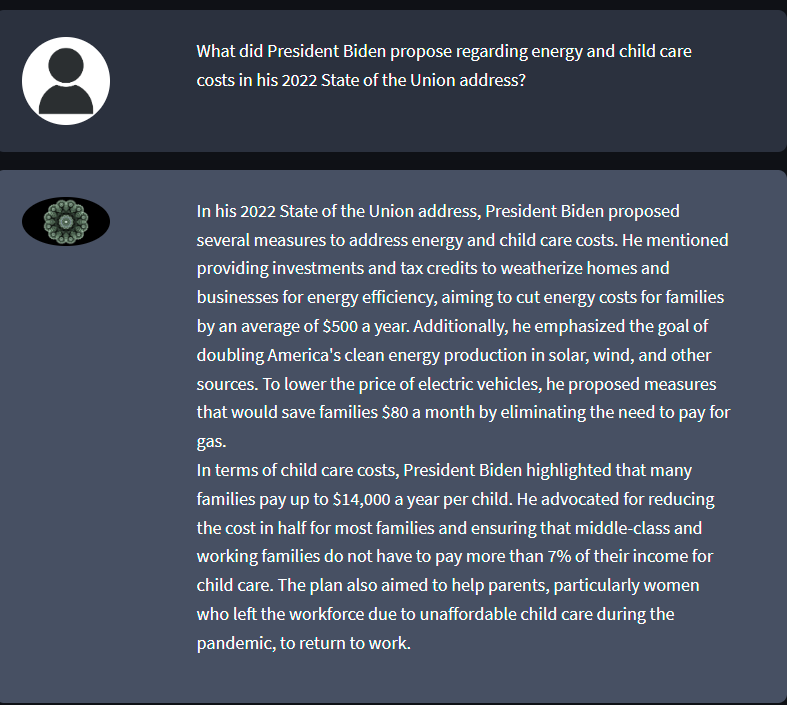 What did President Biden propose regarding energy and child care
costs in his 2022 State of the Union address?
In his 2022 State of the Union address, President Biden proposed
several measures to address energy and child care costs. He mentioned
providing investments and tax credits to weatherize homes and
businesses for energy efficiency, aiming to cut energy costs for families
by an average of $500 a year. Additionally, he emphasized the goal of
doubling America's clean energy production in solar, wind, and other
sources. To lower the price of electric vehicles, he proposed measures
that would save families $80 a month by eliminating the need to pay for
gas.
In terms of child care costs, President Biden highlighted that many
families pay up to $14,000 a year per child. He advocated for reducing
the cost in half for most families and ensuring that middle-class and
working families do not have to pay more than 7% of their income for
child care. The plan also aimed to help parents, particularly women
who left the workforce due to unaffordable child care during the
pandemic, to return to work.